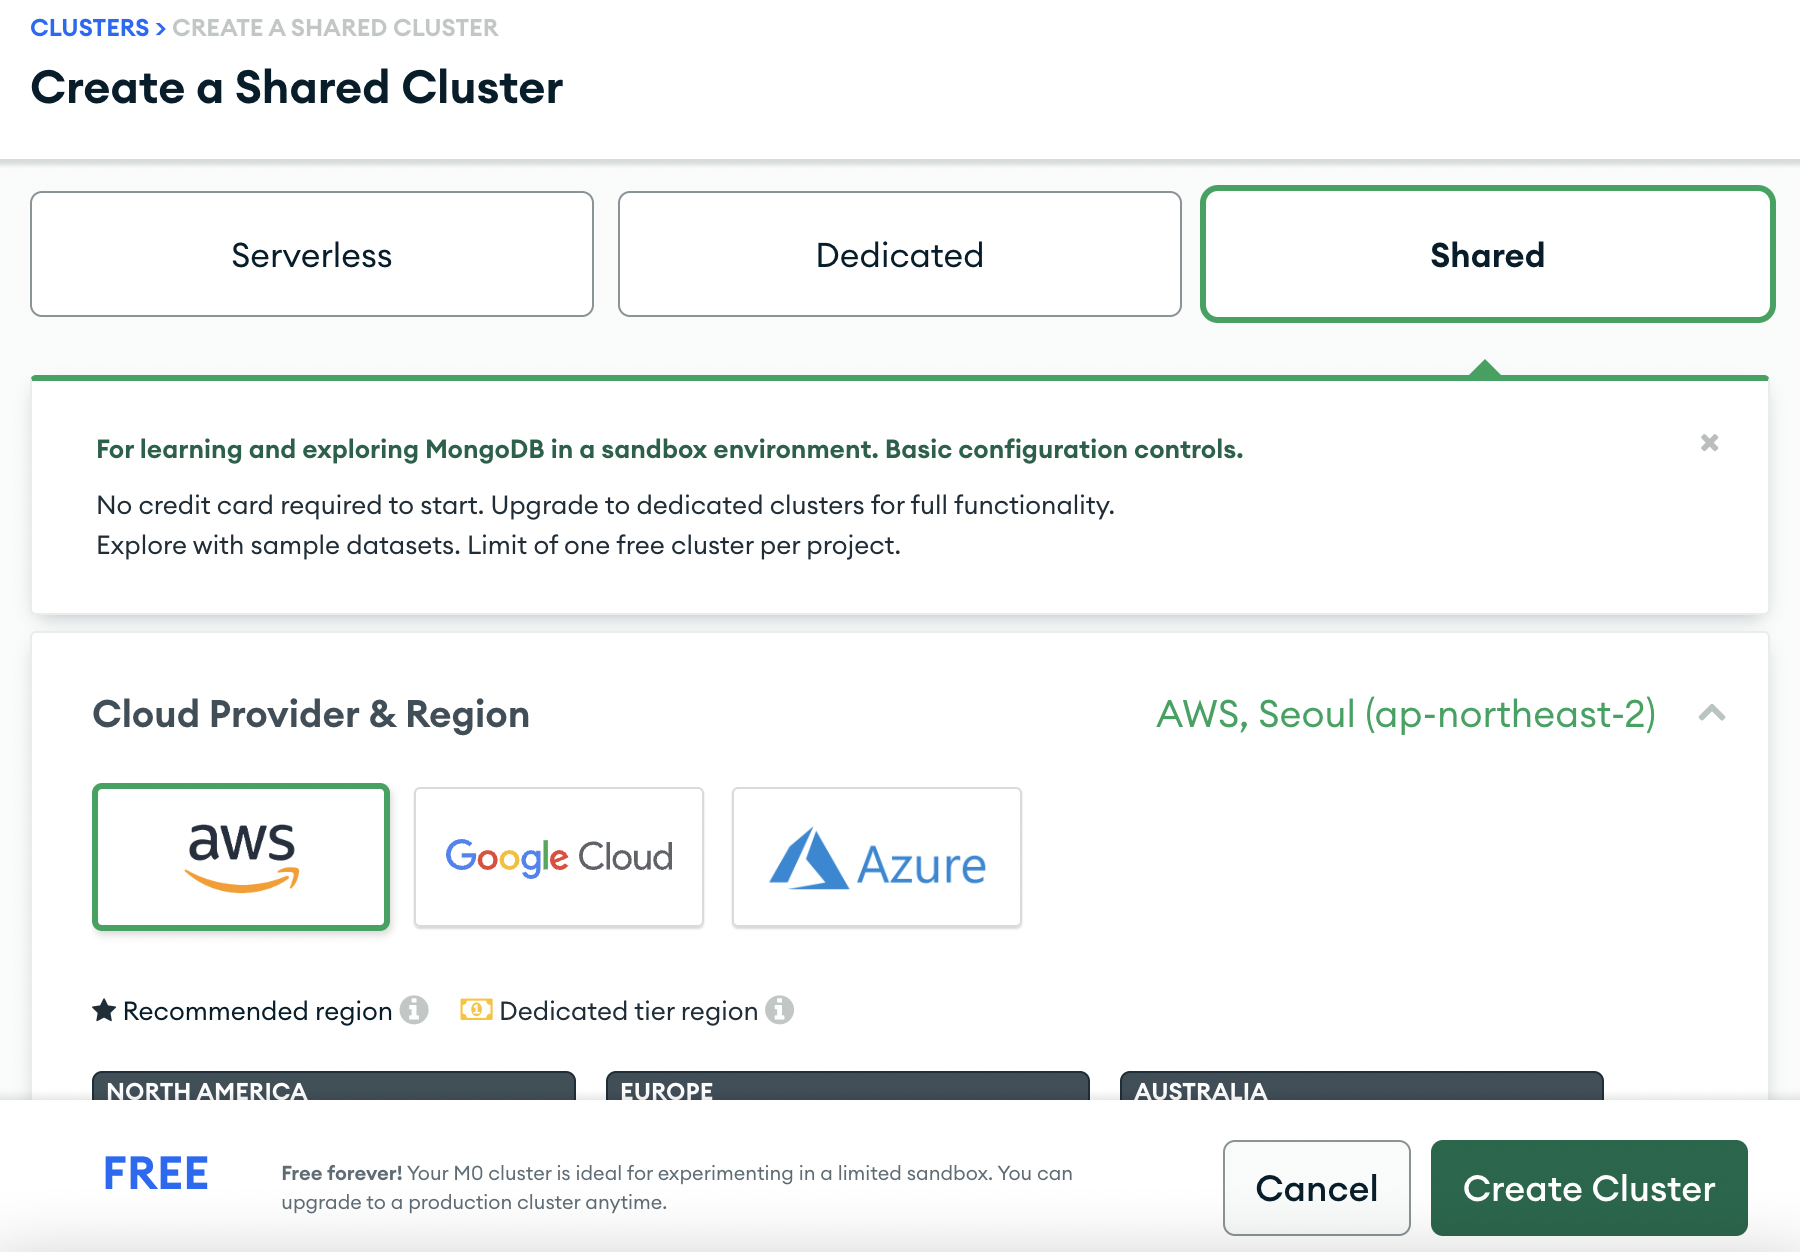 CLUSTERS > CREATE A SHARED CLUSTER
Create a Shared Cluster
Serverless
Dedicated
Shared
For learning and exploring MongoDB in a sandbox environment. Basic configuration controls.
No credit card required to start. Upgrade to dedicated clusters for full functionality.
Explore with sample datasets. Limit of one free cluster per project.
Cloud Provider & Region
AWS, Seoul (ap-northeast-2)
aws
Google Cloud
Azure
Recommended region
Dedicated tier region
NORTH AMERICA
EUROPE
AUSTRALIA
FREE
Free forever! Your M0 cluster is ideal for experimenting in a limited sandbox. You can
upgrade to a production cluster anytime.
Cancel
Create Cluster